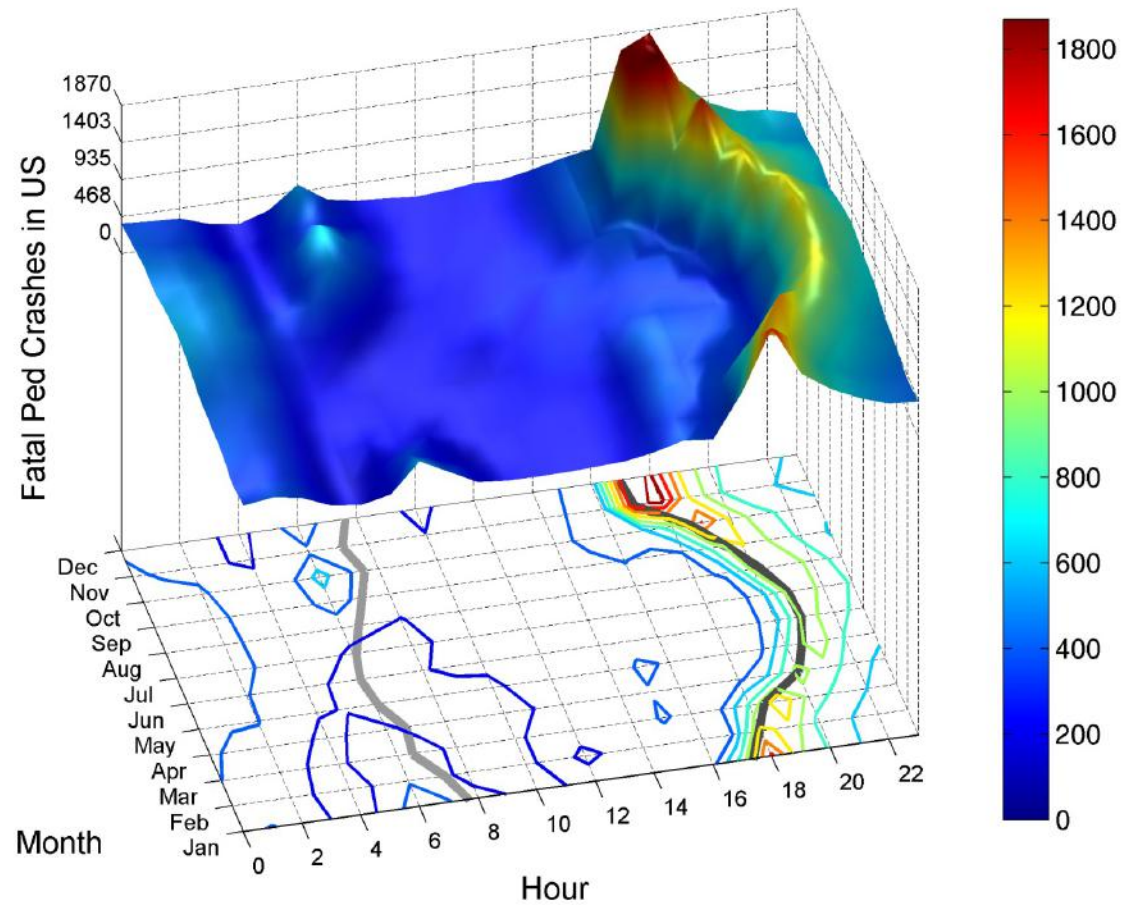 1870
1403
935
468
0
Fatal Ped Crashes in US
Dec
Nov
Oct
Sep
Aug
Jul
Jun
May
Apr
Mar
Feb
Jan
Month
0
2
4
6
8
10
12
14
16
18
20
22
Hour
1800
1600
1400
1200
1000
800
600
400
200
0